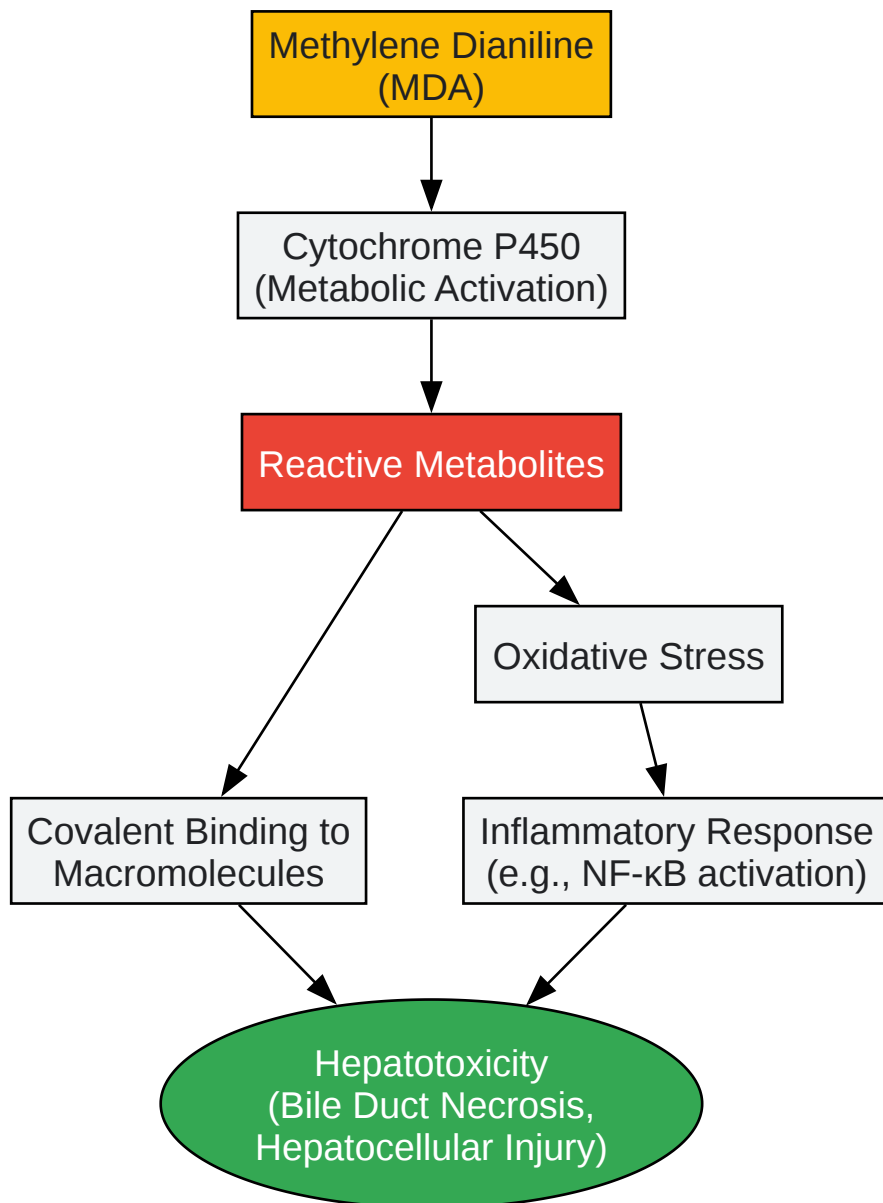 Methylene Dianiline
(MDA)
Cytochrome P450
(Metabolic Activation)
Reactive Metabolites
Oxidative Stress
Covalent Binding to
Macromolecules
Inflammatory Response
(e.g., NF-κB activation)
Hepatotoxicity
(Bile Duct Necrosis,
Hepatocellular Injury)